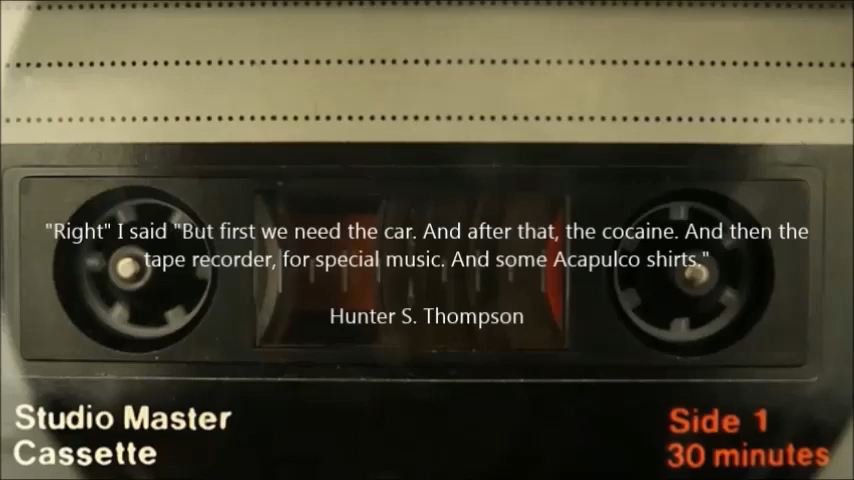 "Right" I said "But first we need the car. And after that, the cocaine. And then the
tape recorder, for special music. And some Acapulco shirts."
Hunter S. Thompson
Studio Master
Cassette
Side 1
30 minutes